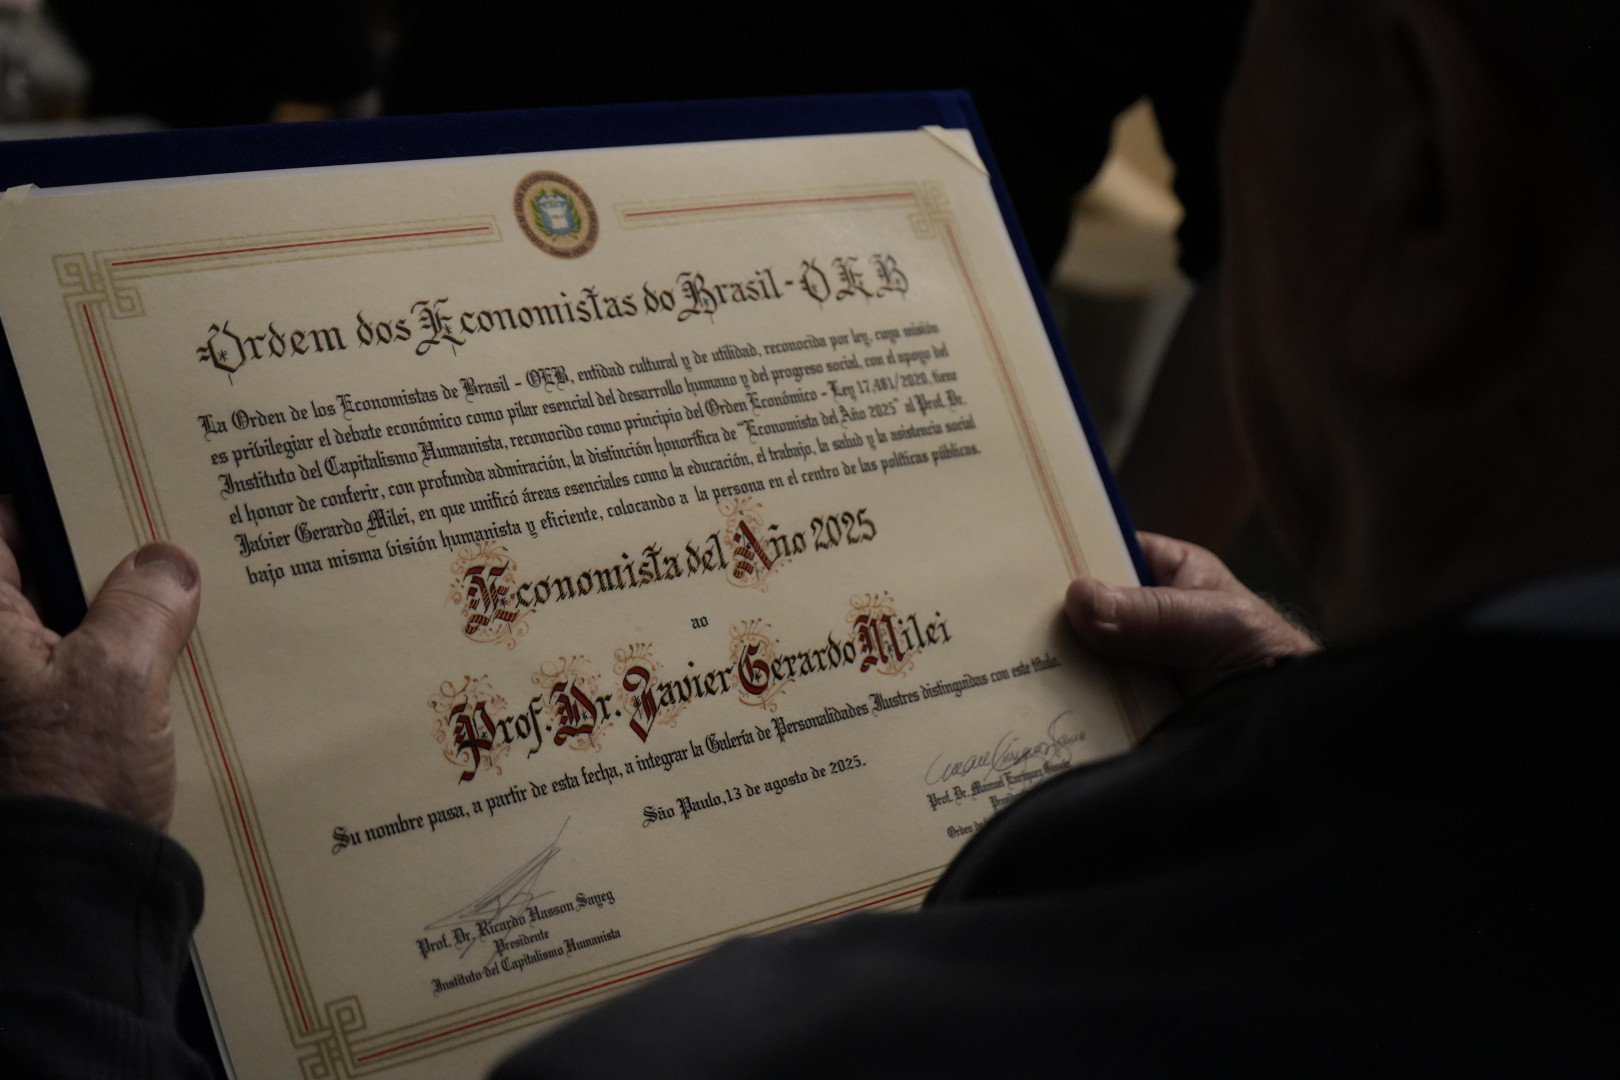 Ordem dos Economistas do Brasil - OEB
La Orden de los Economistas de Brasil - OEB, entidad cultural y de utilidad, reconocida por ley, cuya misión
es privilegiar el debate económico como pilar esencial del desarrollo humano y del progreso social, con el apoyo del
Instituto del Capitalismo Humanista, reconocido como principio del Orden Económico - Ley 17.481/2020, tiene
el honor de conferir, con profunda admiración, la distinción honorífica de "Economista del Año 2025" al Prof. Dr.
Javier Gerardo Milei, en que unificó áreas esenciales como la educación, el trabajo, la salud y la asistencia social
bajo una misma visión humanista y eficiente, colocando a la persona en el centro de las políticas públicas.
Economista del Año 2025
ao
Prof. Dr. Javier Gerardo Milei
Su nombre pasa, a partir de esta fecha, a integrar la Galería de Personalidades Ilustres distinguidas con este título.
São Paulo,13 de agosto de 2025.
Prof. Dr. Manuel Enriquez
Orden
Prof. Dr. Ricardo Hasson Sayeg
Presidente
Instituto del Capitalismo Humanista